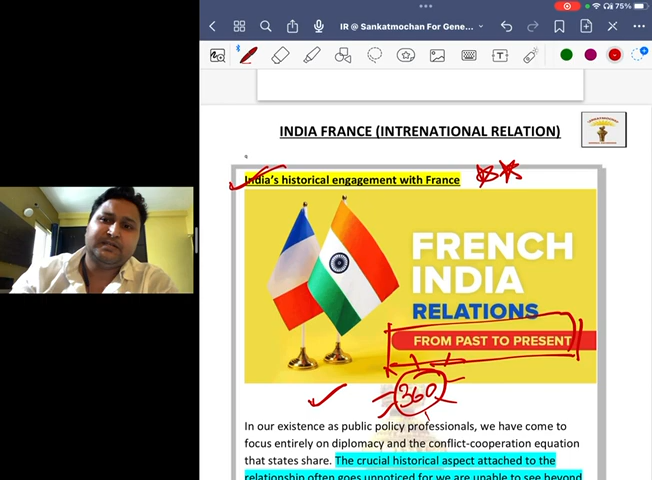 75%
IR @ Sankatmochan For Gene...
T
INDIA FRANCE (INTRENATIONAL RELATION)
India's historical engagement with France
FRENCH
INDIA
RELATIONS
FROM PAST TO PRESENT
360
In our existence as public policy professionals, we have come to
focus entirely on diplomacy and the conflict-cooperation equation
that states share. The crucial historical aspect attached to the
relationship often goes unnoticed for we are unable to see beyond